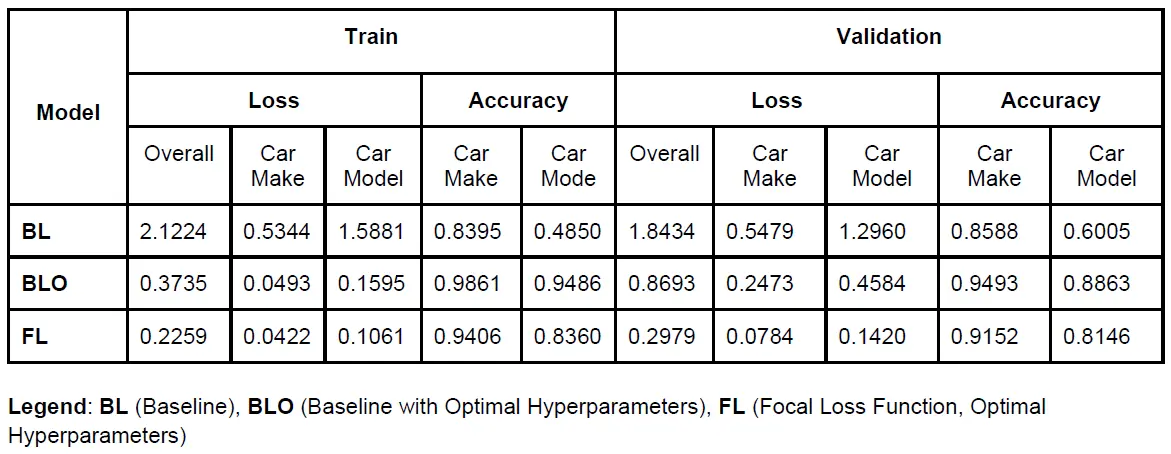 Model Train Validation
Loss Accuracy Loss Accuracy
Overall Car Make Car Model Car Make Car Mode Overall Car Make Car Model Car Make Car Model
BL 2.1224 0.5344 1.5881 0.8395 0.4850 1.8434 0.5479 1.2960 0.8588 0.6005
BLO 0.3735 0.0493 0.1595 0.9861 0.9486 0.8693 0.2473 0.4584 0.9493 0.8863
FL 0.2259 0.0422 0.1061 0.9406 0.8360 0.2979 0.0784 0.1420 0.9152 0.8146
Legend: BL (Baseline), BLO (Baseline with Optimal Hyperparameters), FL (Focal Loss Function, Optimal
Hyperparameters)